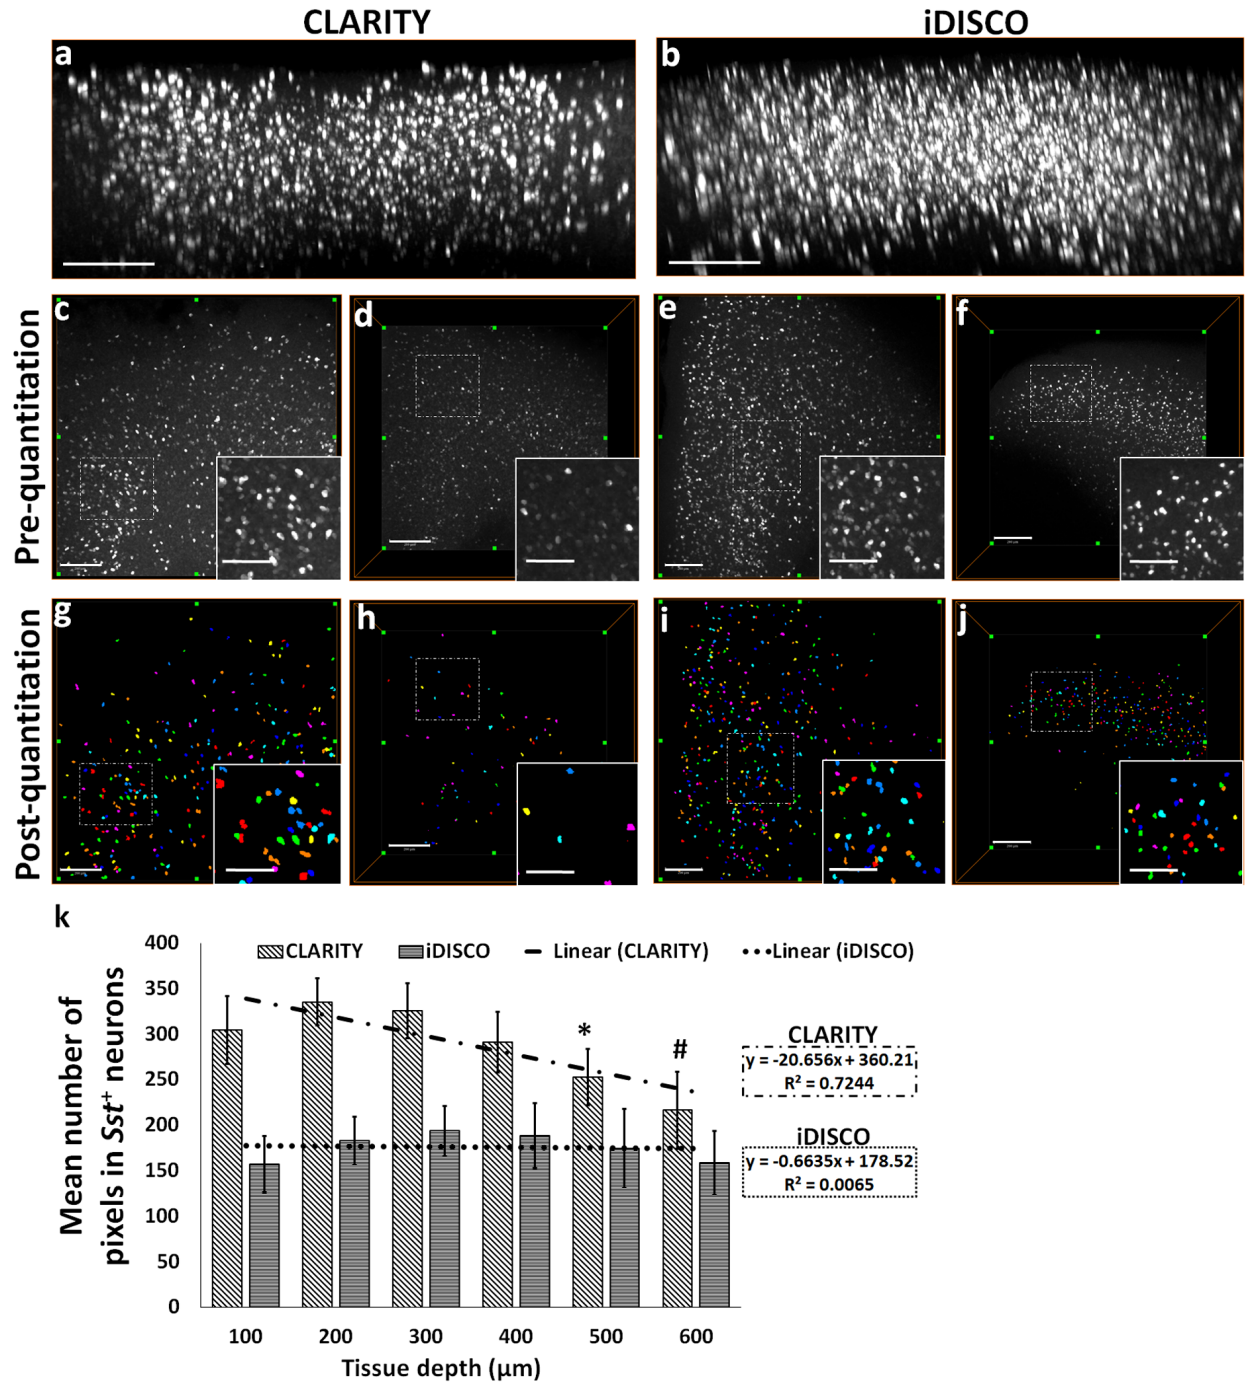 CLARITY
iDISCO
a
b
Pre-quantitation
c
d
e
f
Post-quantitation
g
h
i
j
k
CLARITY
iDISCO
Linear (CLARITY)
Linear (iDISCO)
Mean number of
pixels in Sst+ neurons
400
350
300
250
200
150
100
50
0
*
#
CLARITY
y = -20.656x + 360.21
R² = 0.7244
iDISCO
y = -0.6635x + 178.52
R² = 0.0065
100
200
300
400
500
600
Tissue depth (µm)